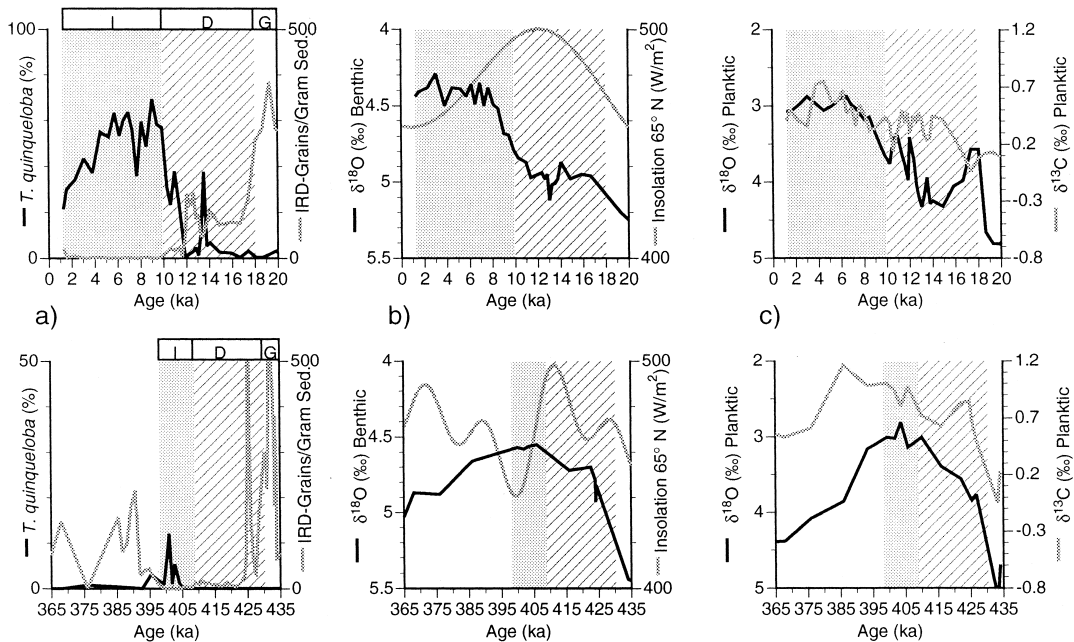 I D G
100
0
T. quinqueloba (%)
500
0
IRD-Grains/Gram Sed.
0 2 4 6 8 10 12 14 16 18 20
Age (ka)
a)
4
4.5
5
5.5
δ18O (‰) Benthic
500
400
Insolation 65° N (W/m2)
0 2 4 6 8 10 12 14 16 18 20
Age (ka)
b)
2
3
4
5
δ18O (‰) Planktic
1.2
0.7
0.2
-0.3
-0.8
δ13C (‰) Planktic
0 2 4 6 8 10 12 14 16 18 20
Age (ka)
c)
I D G
50
0
T. quinqueloba (%)
500
0
IRD-Grains/Gram Sed.
365 375 385 395 405 415 425 435
Age (ka)
4
4.5
5
5.5
δ18O (‰) Benthic
500
400
Insolation 65° N (W/m2)
365 375 385 395 405 415 425 435
Age (ka)
2
3
4
5
δ18O (‰) Planktic
1.2
0.7
0.2
-0.3
-0.8
δ13C (‰) Planktic
365 375 385 395 405 415 425 435
Age (ka)